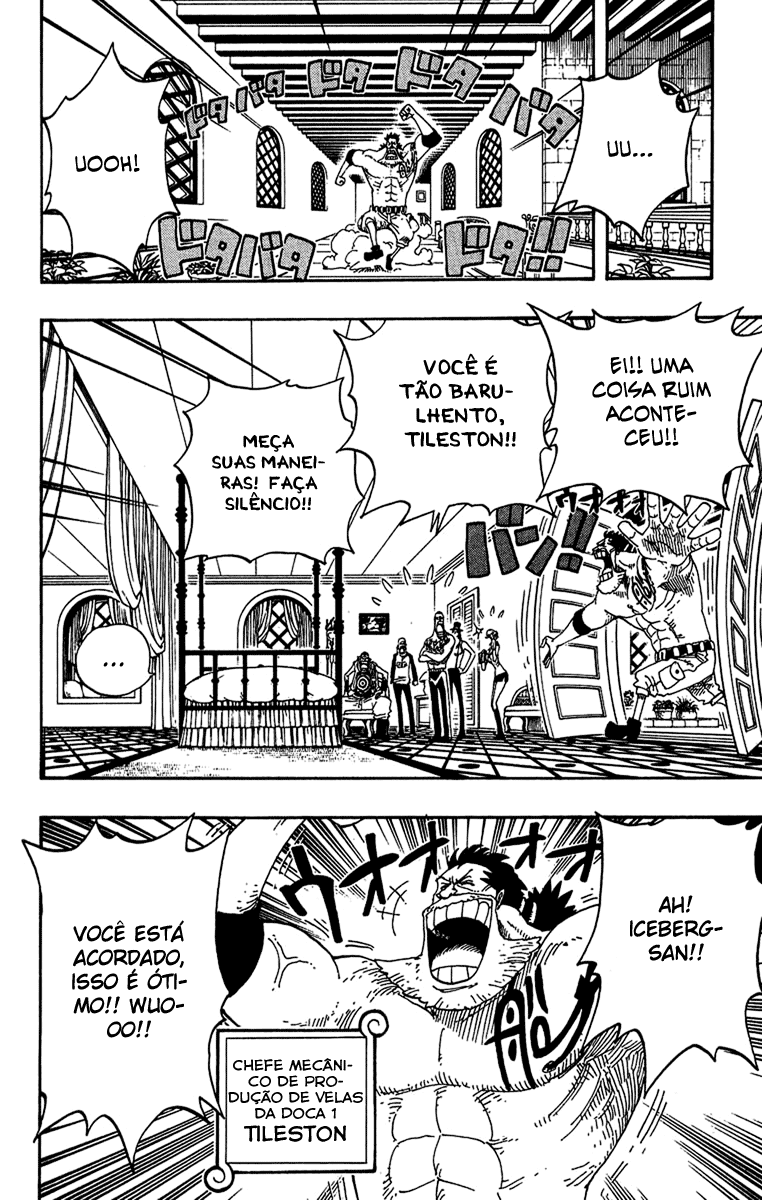 UU...
ドタ バタ ドタ ドタ ドタ バタ
UOOH!
ドタバタ
ドタ!!
EI!! UMA
COISA RUIM
ACONTE-
CEU!!
VOCÊ É
TÃO BARU-
LHENTO,
TILESTON!!
MEÇA
SUAS MANEI-
RAS! FAÇA
SILÊNCIO!!
ウオオオ
バン!!
...
AH!
ICEBERG-
SAN!!
ウオオオオ
VOCÊ ESTÁ
ACORDADO,
ISSO É ÓTI-
MO!! WUO-
OO!!
CHEFE MECÂNI-
CO DE PRO-
DUÇÃO DE VELAS
DA DOCA 1
TILESTON